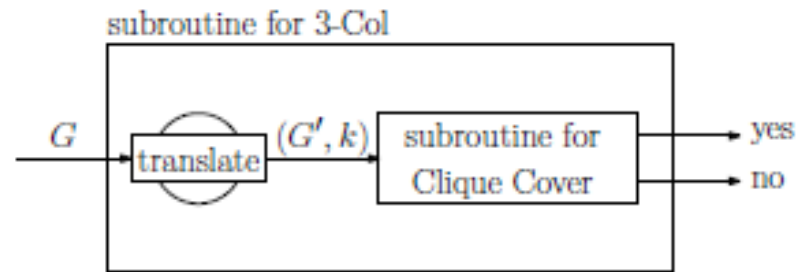 subroutine for 3-Col
G
translate
(G′, k)
subroutine for
Clique Cover
yes
no